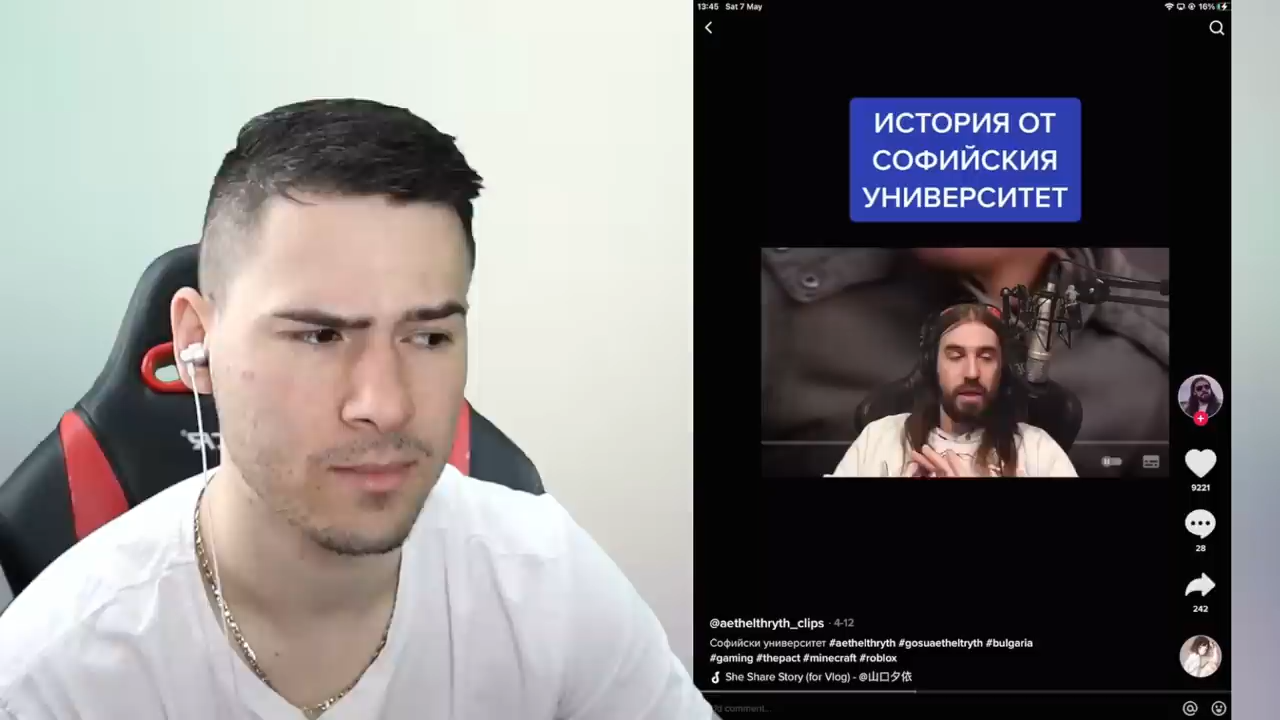 13:45 Sat 7 May
16%
ИСТОРИЯ ОТ
СОФИЙСКИЯ
УНИВЕРСИТЕТ
9221
28
242
@aethelthryth_clips · 4-12
Софийски университет #aethelthryth #gosuaetheltryth #bulgaria
#gaming #thepact #minecraft #roblox
She Share Story (for Vlog) - @山口夕依
comment...